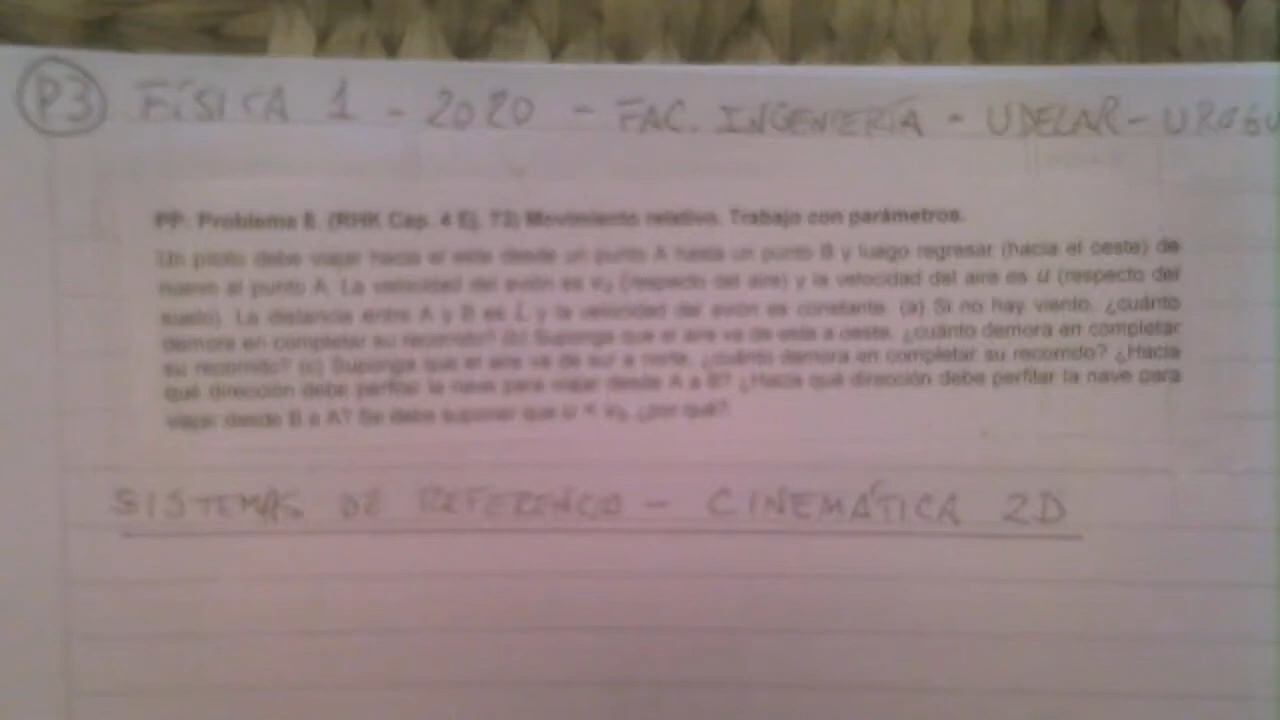 P3 FÍSICA 1 - 2020 - FAC. INGENIERÍA - UDELAR - UROGU
PP: Problema 8. (RHK Cap. 4 Ej. 73) Movimiento relativo. Trabajo con parámetros.
Un piloto debe viajar hacia el este desde un punto A hasta un punto B y luego regresar (hacia el oeste) de
nuevo al punto A. La velocidad del avión es v₀ (respecto del aire) y la velocidad del aire es u (respecto del
suelo). La distancia entre A y B es L y la velocidad del avión es constante. (a) Si no hay viento, ¿cuánto
demora en completar su recorrido? (b) Suponga que el aire va de este a oeste, ¿cuánto demora en completar
su recorrido? (c) Suponga que el aire va de sur a norte, ¿cuánto demora en completar su recorrido? ¿Hacia
qué dirección debe perfilar la nave para viajar desde A a B? ¿Hacia qué dirección debe perfilar la nave para
viajar desde B a A? Se debe suponer que u < v₀ ¿por qué?
SISTEMAS DE REFERENCIA - CINEMÁTICA 2D